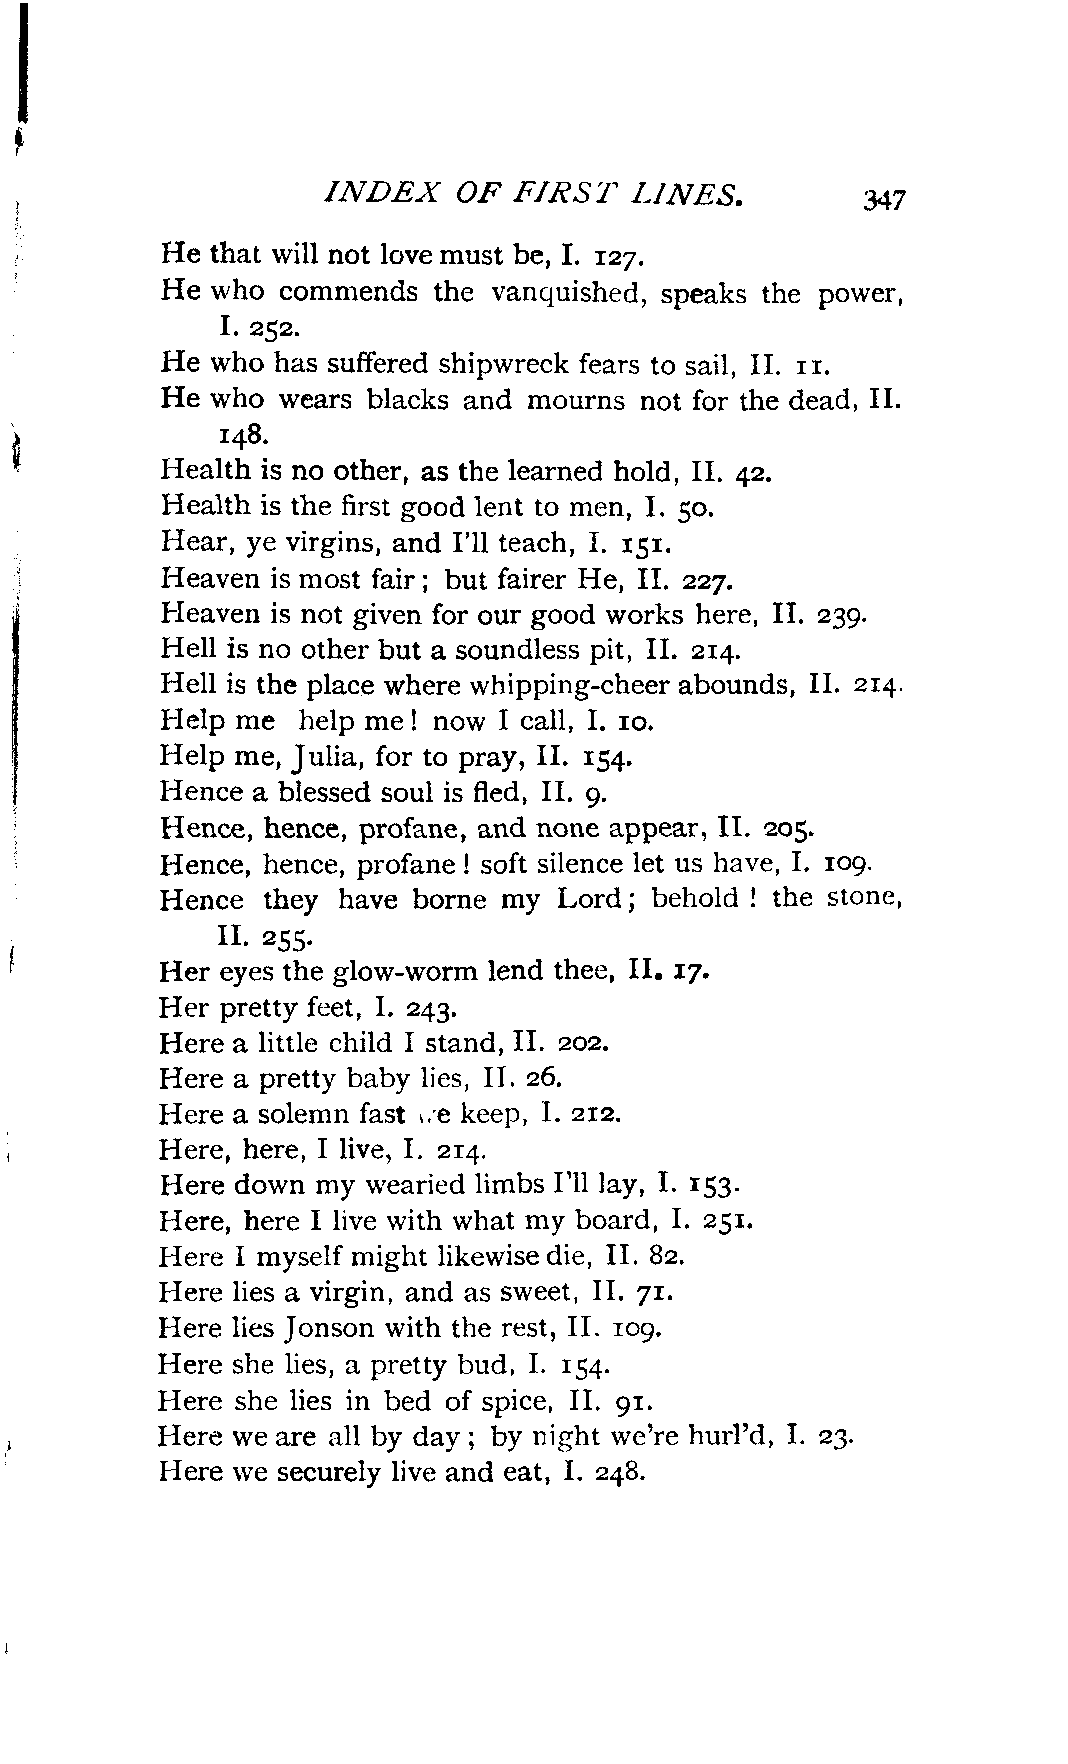 INDEX OF FIRST LINES. 347
He that will not love must be, I. 127.
He who commends the vanquished, speaks the power,
I. 252.
He who has suffered shipwreck fears to sail, II. 11.
He who wears blacks and mourns not for the dead, II.
148.
Health is no other, as the learned hold, II. 42.
Health is the first good lent to men, I. 50.
Hear, ye virgins, and I'll teach, I. 151.
Heaven is most fair; but fairer He, II. 227.
Heaven is not given for our good works here, II. 239.
Hell is no other but a soundless pit, II. 214.
Hell is the place where whipping-cheer abounds, II. 214.
Help me help me! now I call, I. 10.
Help me, Julia, for to pray, II. 154.
Hence a blessed soul is fled, II. 9.
Hence, hence, profane, and none appear, II. 205.
Hence, hence, profane! soft silence let us have, I. 109.
Hence they have borne my Lord; behold! the stone,
II. 255.
Her eyes the glow-worm lend thee, II. 17.
Her pretty feet, I. 243.
Here a little child I stand, II. 202.
Here a pretty baby lies, II. 26.
Here a solemn fast we keep, I. 212.
Here, here, I live, I. 214.
Here down my wearied limbs I'll lay, I. 153.
Here, here I live with what my board, I. 251.
Here I myself might likewise die, II. 82.
Here lies a virgin, and as sweet, II. 71.
Here lies Jonson with the rest, II. 109.
Here she lies, a pretty bud, I. 154.
Here she lies in bed of spice, II. 91.
Here we are all by day; by night we're hurl'd, I. 23.
Here we securely live and eat, I. 248.